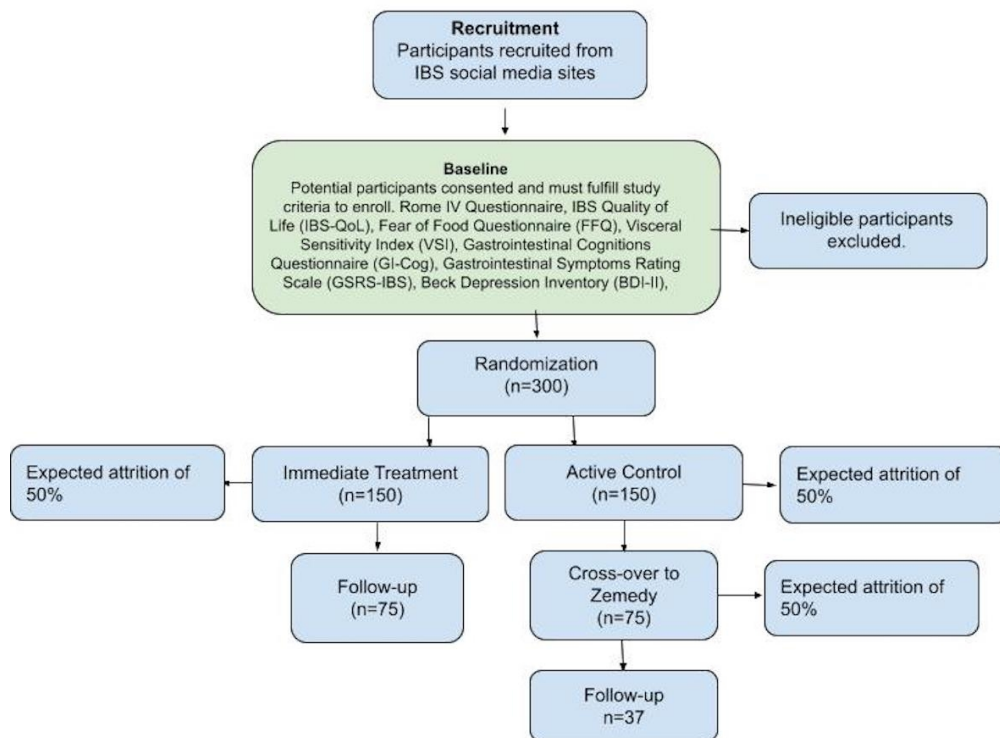 Recruitment
Participants recruited from
IBS social media sites
Baseline
Potential participants consented and must fulfill study
criteria to enroll. Rome IV Questionnaire, IBS Quality of
Life (IBS-QoL), Fear of Food Questionnaire (FFQ), Visceral
Sensitivity Index (VSI), Gastrointestinal Cognitions
Questionnaire (GI-Cog), Gastrointestinal Symptoms Rating
Scale (GSRS-IBS), Beck Depression Inventory (BDI-II),
Ineligible participants
excluded.
Randomization
(n=300)
Expected attrition of
50%
Immediate Treatment
(n=150)
Active Control
(n=150)
Expected attrition of
50%
Follow-up
(n=75)
Cross-over to
Zemedy
(n=75)
Expected attrition of
50%
Follow-up
n=37